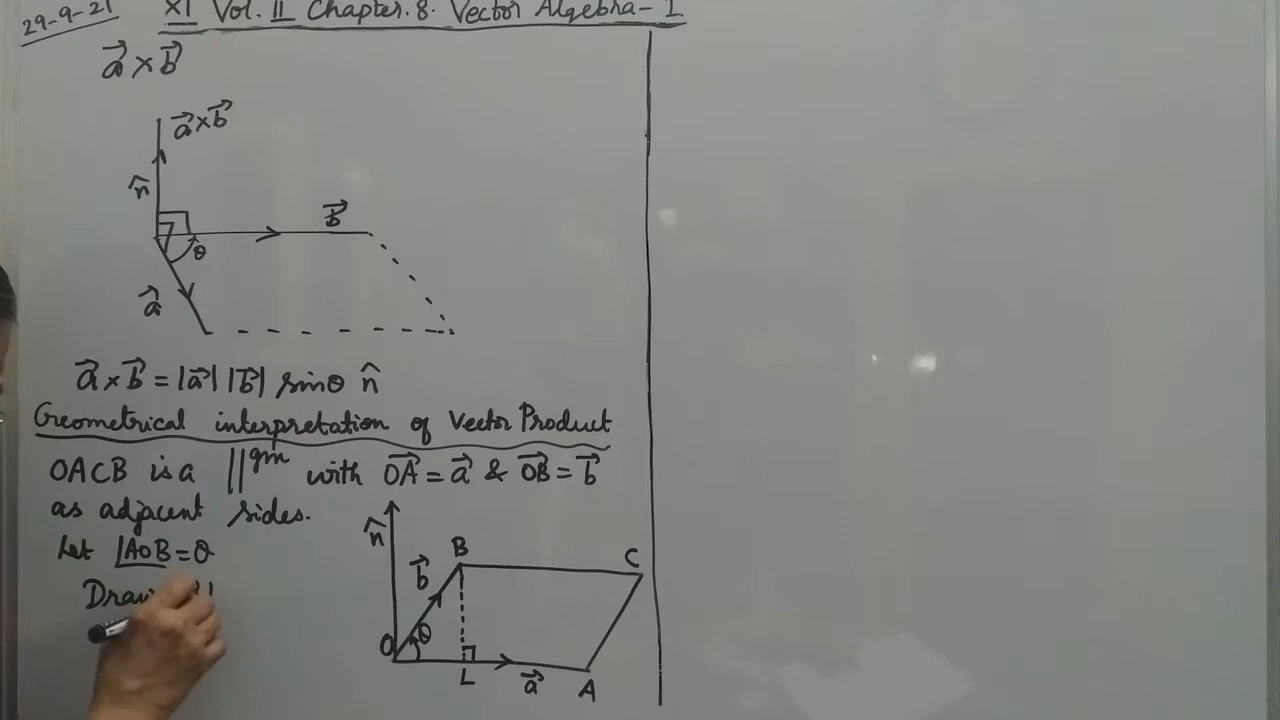 29-9-21
XI Vol. II Chapter. 8. Vector Algebra - I
a⃗ × b⃗
a⃗ × b⃗
n̂
b⃗
θ
a⃗
a⃗ × b⃗ = |a⃗| |b⃗| sinθ n̂
Geometrical interpretation of Vector Product
OACB is a ||gm with OA⃗ = a⃗ & OB⃗ = b⃗
as adjacent sides.
Let ∠AOB = θ
Draw
n̂
B
C
b⃗
θ
O
L
a⃗
A